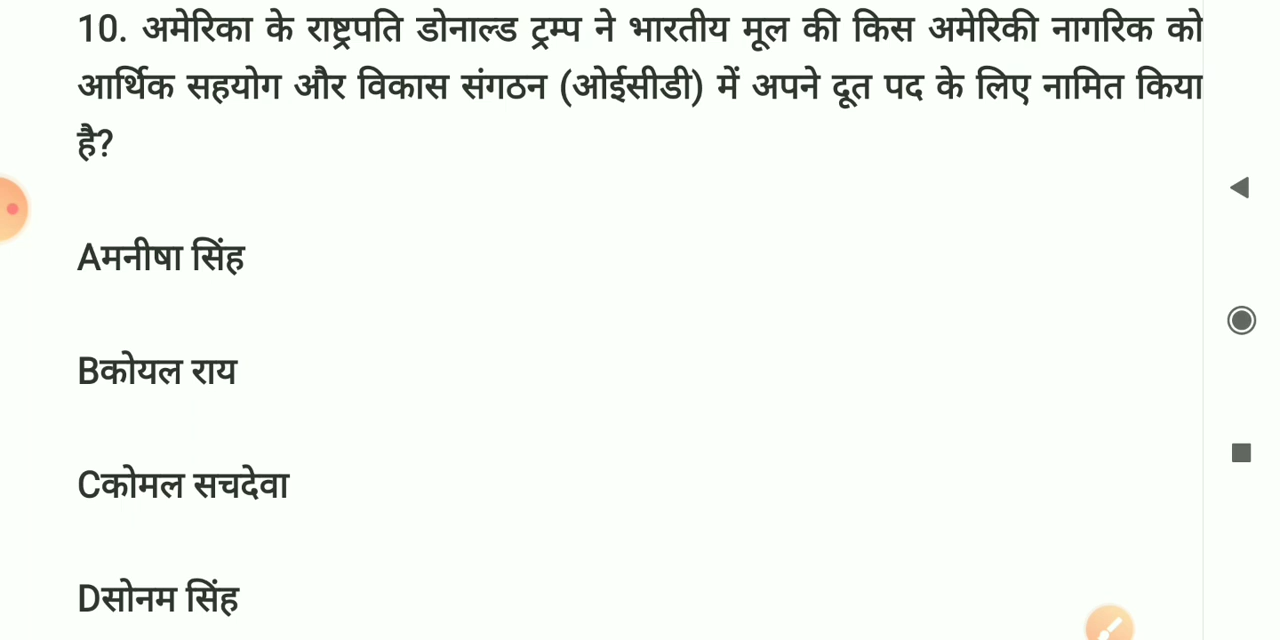 10. अमेरिका के राष्ट्रपति डोनाल्ड ट्रम्प ने भारतीय मूल की किस अमेरिकी नागरिक को
आर्थिक सहयोग और विकास संगठन (ओईसीडी) में अपने दूत पद के लिए नामित किया
है?
Aमनीषा सिंह
Bकोयल राय
Cकोमल सचदेवा
Dसोनम सिंह